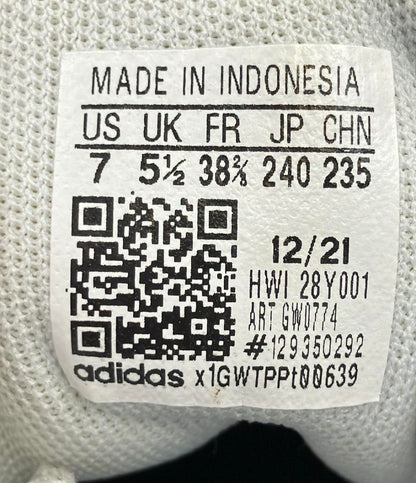 MADE IN INDONESIA
US UK FR JP CHN
7 5½ 38⅔ 240 235
12/21
HWI 28Y001
ART GW0774
#129350292
adidas x1GWTPPt00639